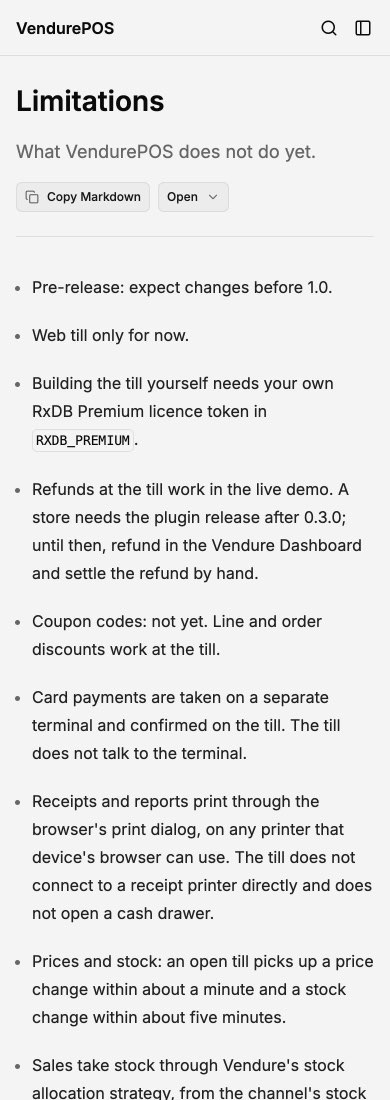 VendurePOS
Limitations
What VendurePOS does not do yet.
Copy Markdown
Open
Pre-release: expect changes before 1.0.
Web till only for now.
Building the till yourself needs your own
RxDB Premium licence token in
RXDB_PREMIUM.
Refunds at the till work in the live demo. A
store needs the plugin release after 0.3.0;
until then, refund in the Vendure Dashboard
and settle the refund by hand.
Coupon codes: not yet. Line and order
discounts work at the till.
Card payments are taken on a separate
terminal and confirmed on the till. The till
does not talk to the terminal.
Receipts and reports print through the
browser's print dialog, on any printer that
device's browser can use. The till does not
connect to a receipt printer directly and does
not open a cash drawer.
Prices and stock: an open till picks up a price
change within about a minute and a stock
change within about five minutes.
Sales take stock through Vendure's stock
allocation strategy, from the channel's stock